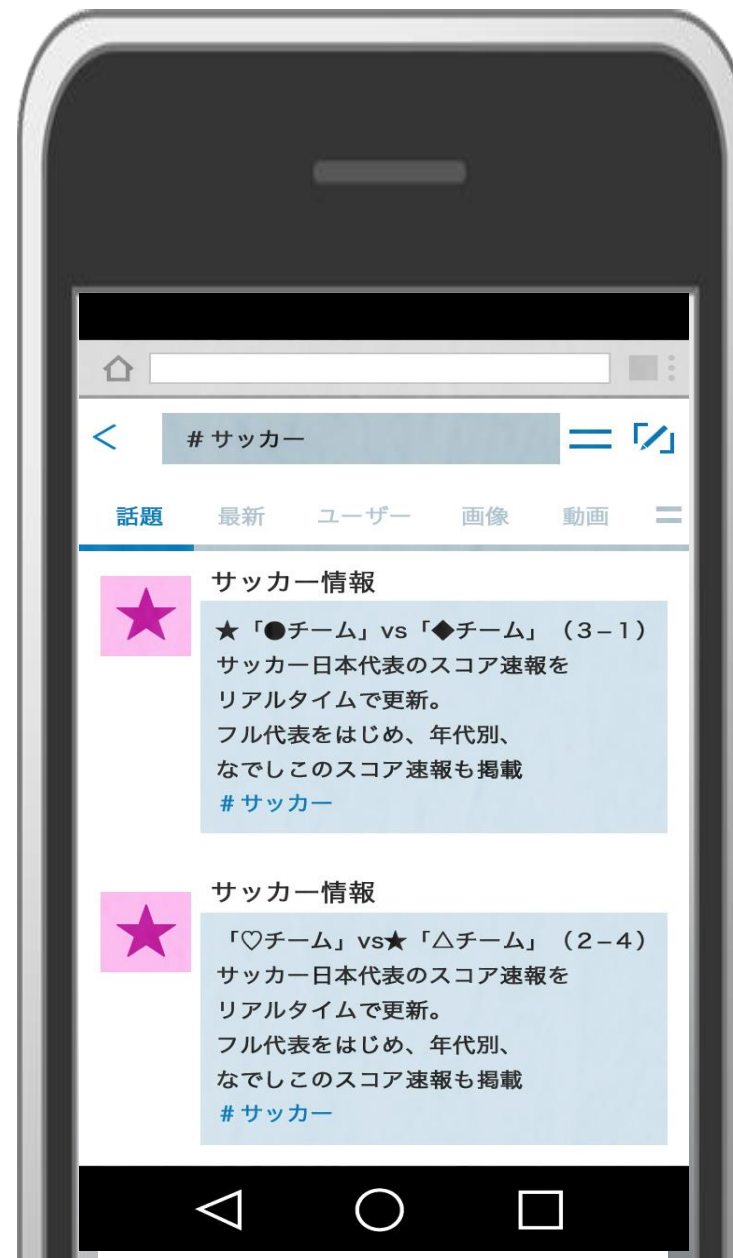 #サッカー
話題 最新 ユーザー 画像 動画
サッカー情報
★「●チーム」vs「◆チーム」（3−1）
サッカー日本代表のスコア速報を
リアルタイムで更新。
フル代表をはじめ、年代別、
なでしこのスコア速報も掲載
#サッカー
サッカー情報
「♡チーム」vs★「△チーム」（2−4）
サッカー日本代表のスコア速報を
リアルタイムで更新。
フル代表をはじめ、年代別、
なでしこのスコア速報も掲載
#サッカー